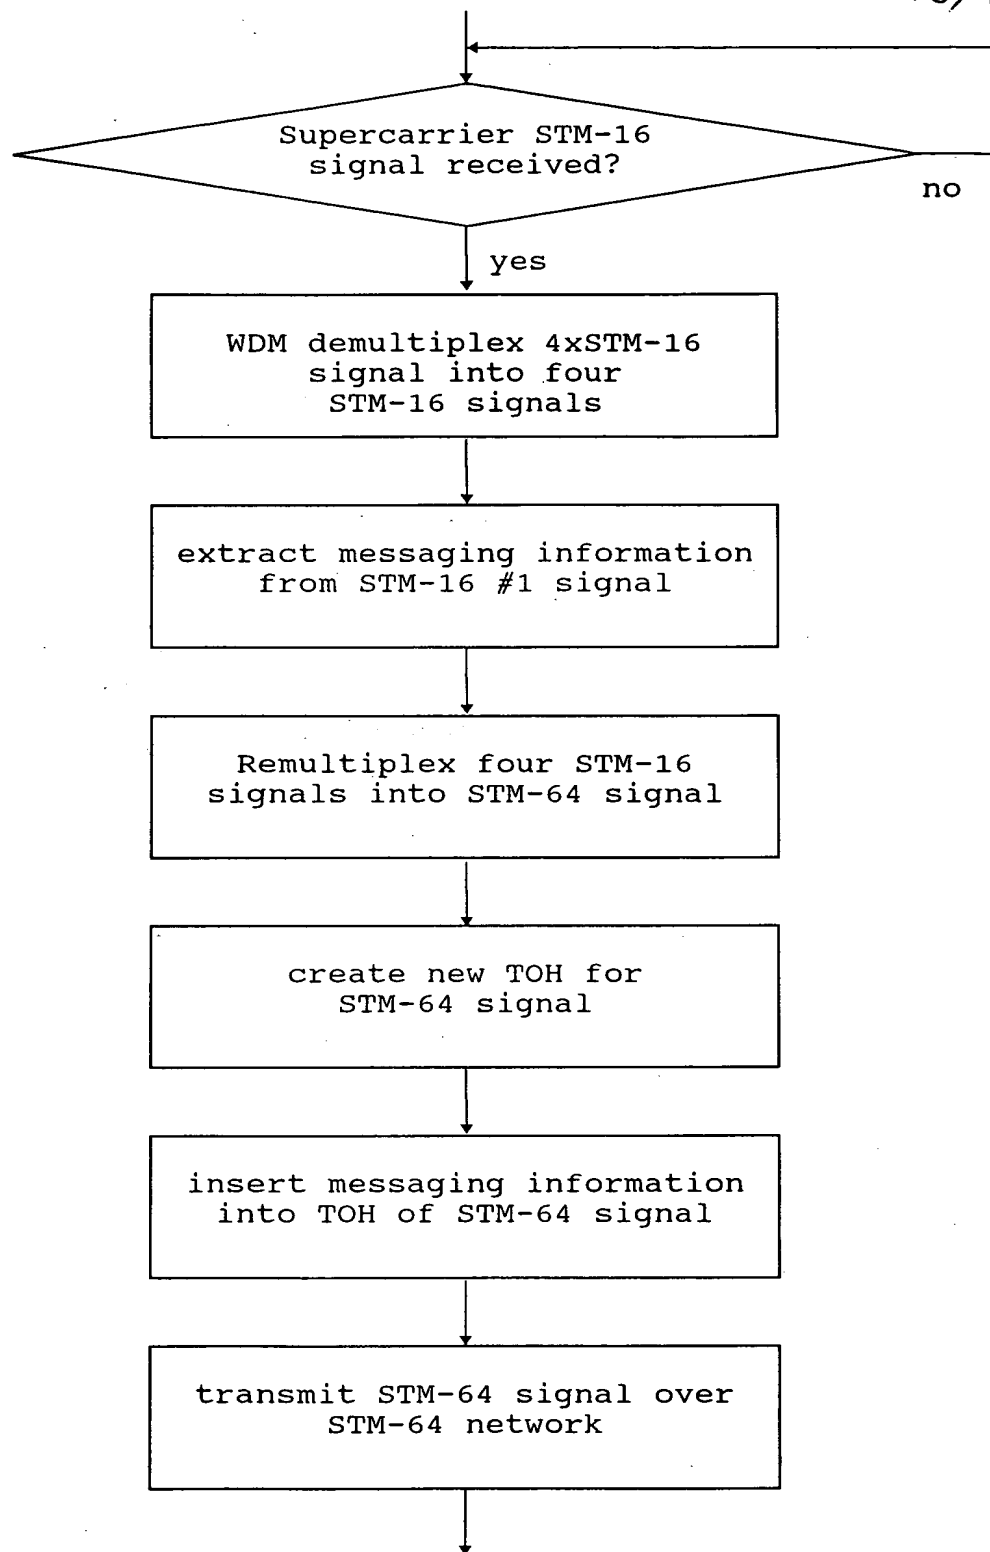 Supercarrier STM-16
signal received?
no
yes
WDM demultiplex 4xSTM-16
signal into four
STM-16 signals
extract messaging information
from STM-16 #1 signal
Remultiplex four STM-16
signals into STM-64 signal
create new TOH for
STM-64 signal
insert messaging information
into TOH of STM-64 signal
transmit STM-64 signal over
STM-64 network